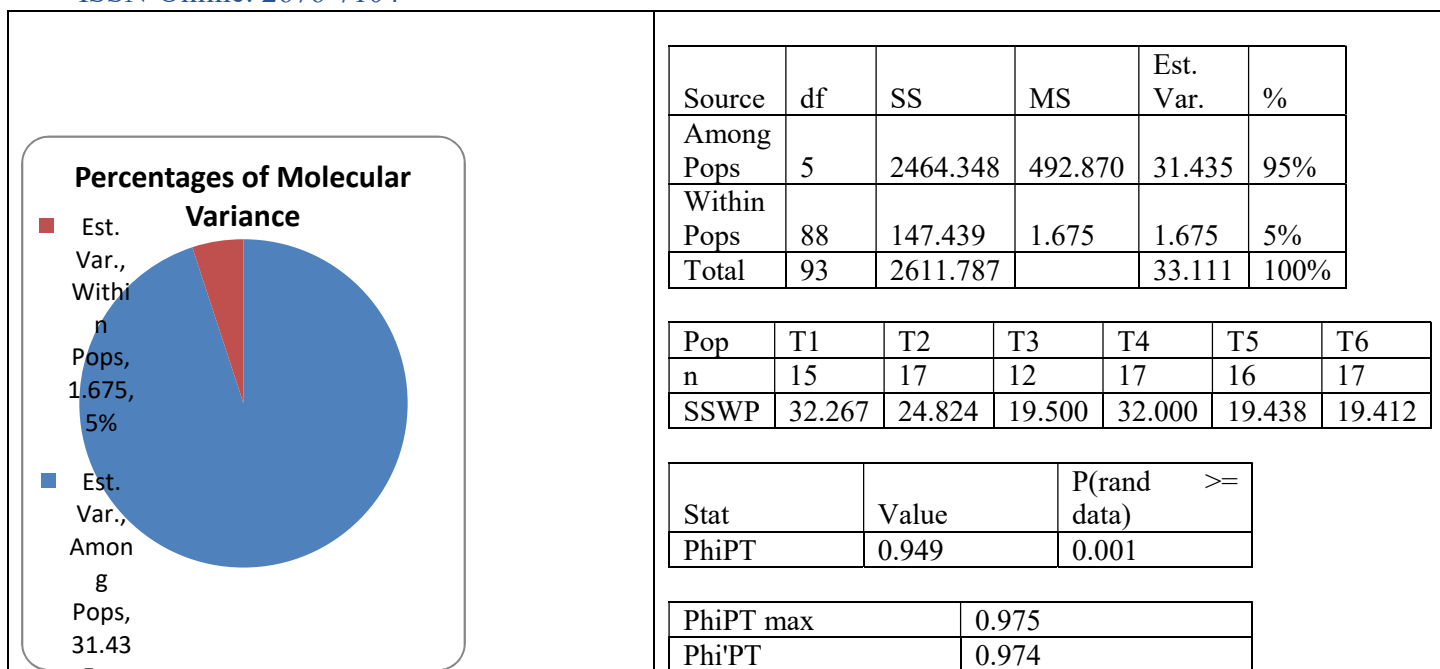 Percentages of Molecular
Variance
Est.
Var.,
Withi
n
Pops,
1.675,
5%
Est.
Var.,
Amon
g
Pops,
31.43
Source df SS MS Est. Var. %
Among Pops 5 2464.348 492.870 31.435 95%
Within Pops 88 147.439 1.675 1.675 5%
Total 93 2611.787 33.111 100%
Pop T1 T2 T3 T4 T5 T6
n 15 17 12 17 16 17
SSWP 32.267 24.824 19.500 32.000 19.438 19.412
Stat Value P(rand >= data)
PhiPT 0.949 0.001
PhiPT max 0.975
Phi'PT 0.974